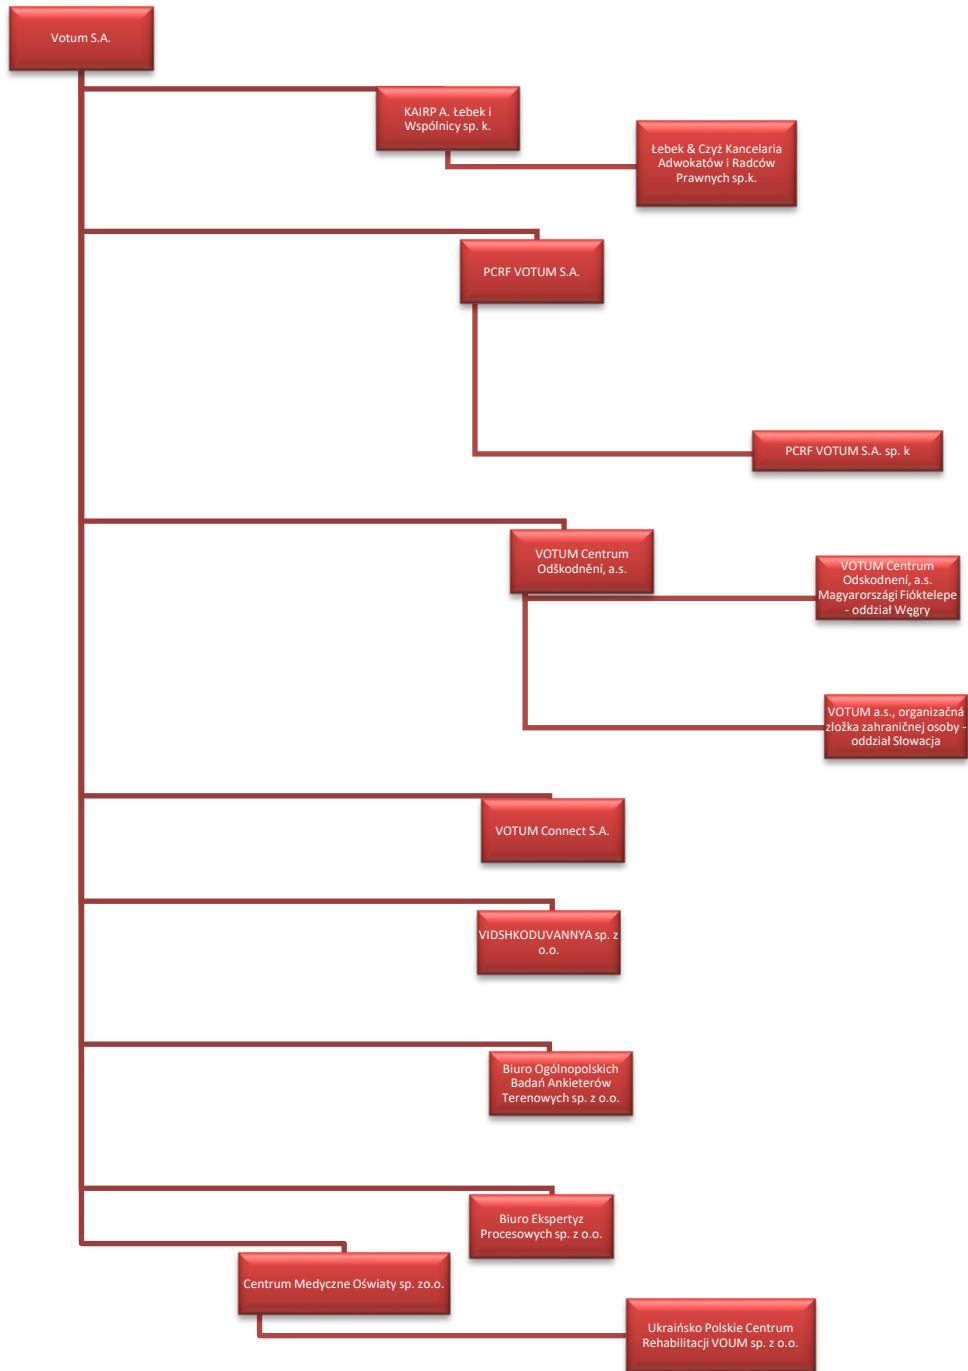 Votum S.A.
KAIRP A. Łebek i
Wspólnicy sp. k.
Łebek & Czyż Kancelaria
Adwokatów i Radców
Prawnych sp.k.
PCRF VOTUM S.A.
PCRF VOTUM S.A. sp. k
VOTUM Centrum
Odškodnění, a.s.
VOTUM Centrum
Odskodnení, a.s.
Magyarországi Fióktelepe
- oddział Węgry
VOTUM a.s., organizačná
zložka zahraničnej osoby -
oddział Słowacja
VOTUM Connect S.A.
VIDSHKODUVANNYA sp. z
o.o.
Biuro Ogólnopolskich
Badań Ankieterów
Terenowych sp. z o.o.
Biuro Ekspertyz
Procesowych sp. z o.o.
Centrum Medyczne Oświaty sp. zo.o.
Ukraińsko Polskie Centrum
Rehabilitacji VOUM sp. z o.o.